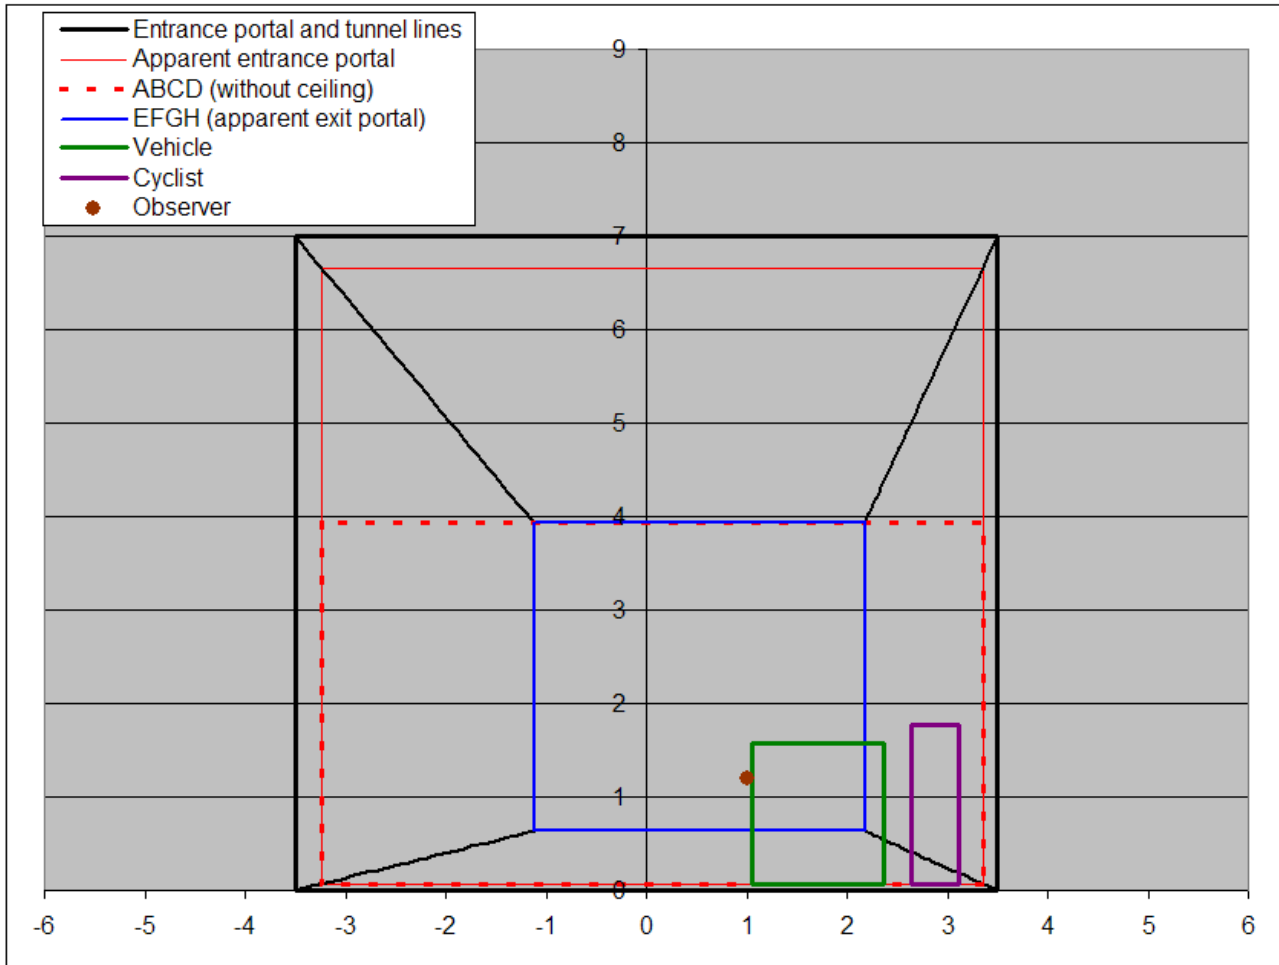 Entrance portal and tunnel lines
Apparent entrance portal
ABCD (without ceiling)
EFGH (apparent exit portal)
Vehicle
Cyclist
Observer
9
8
7
6
5
4
3
2
1
0
-6 -5 -4 -3 -2 -1 0 1 2 3 4 5 6